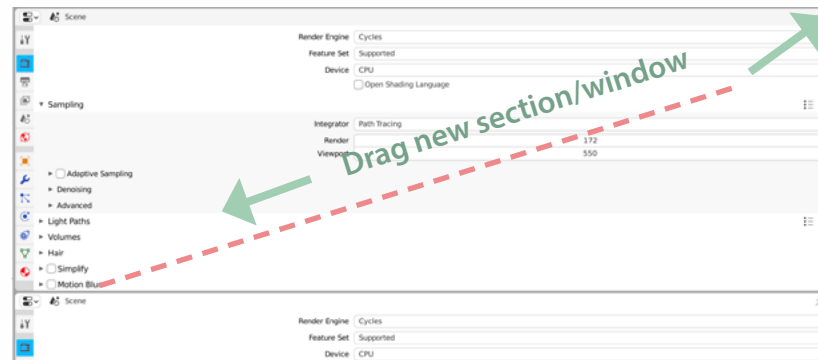 Scene
Render Engine Cycles
Feature Set Supported
Device CPU
Open Shading Language
Drag new section/window
Sampling
Integrator Path Tracing
Render 172
Viewport 550
Adaptive Sampling
Denoising
Advanced
Light Paths
Volumes
Hair
Simplify
Motion Blur
Scene
Render Engine Cycles
Feature Set Supported
Device CPU